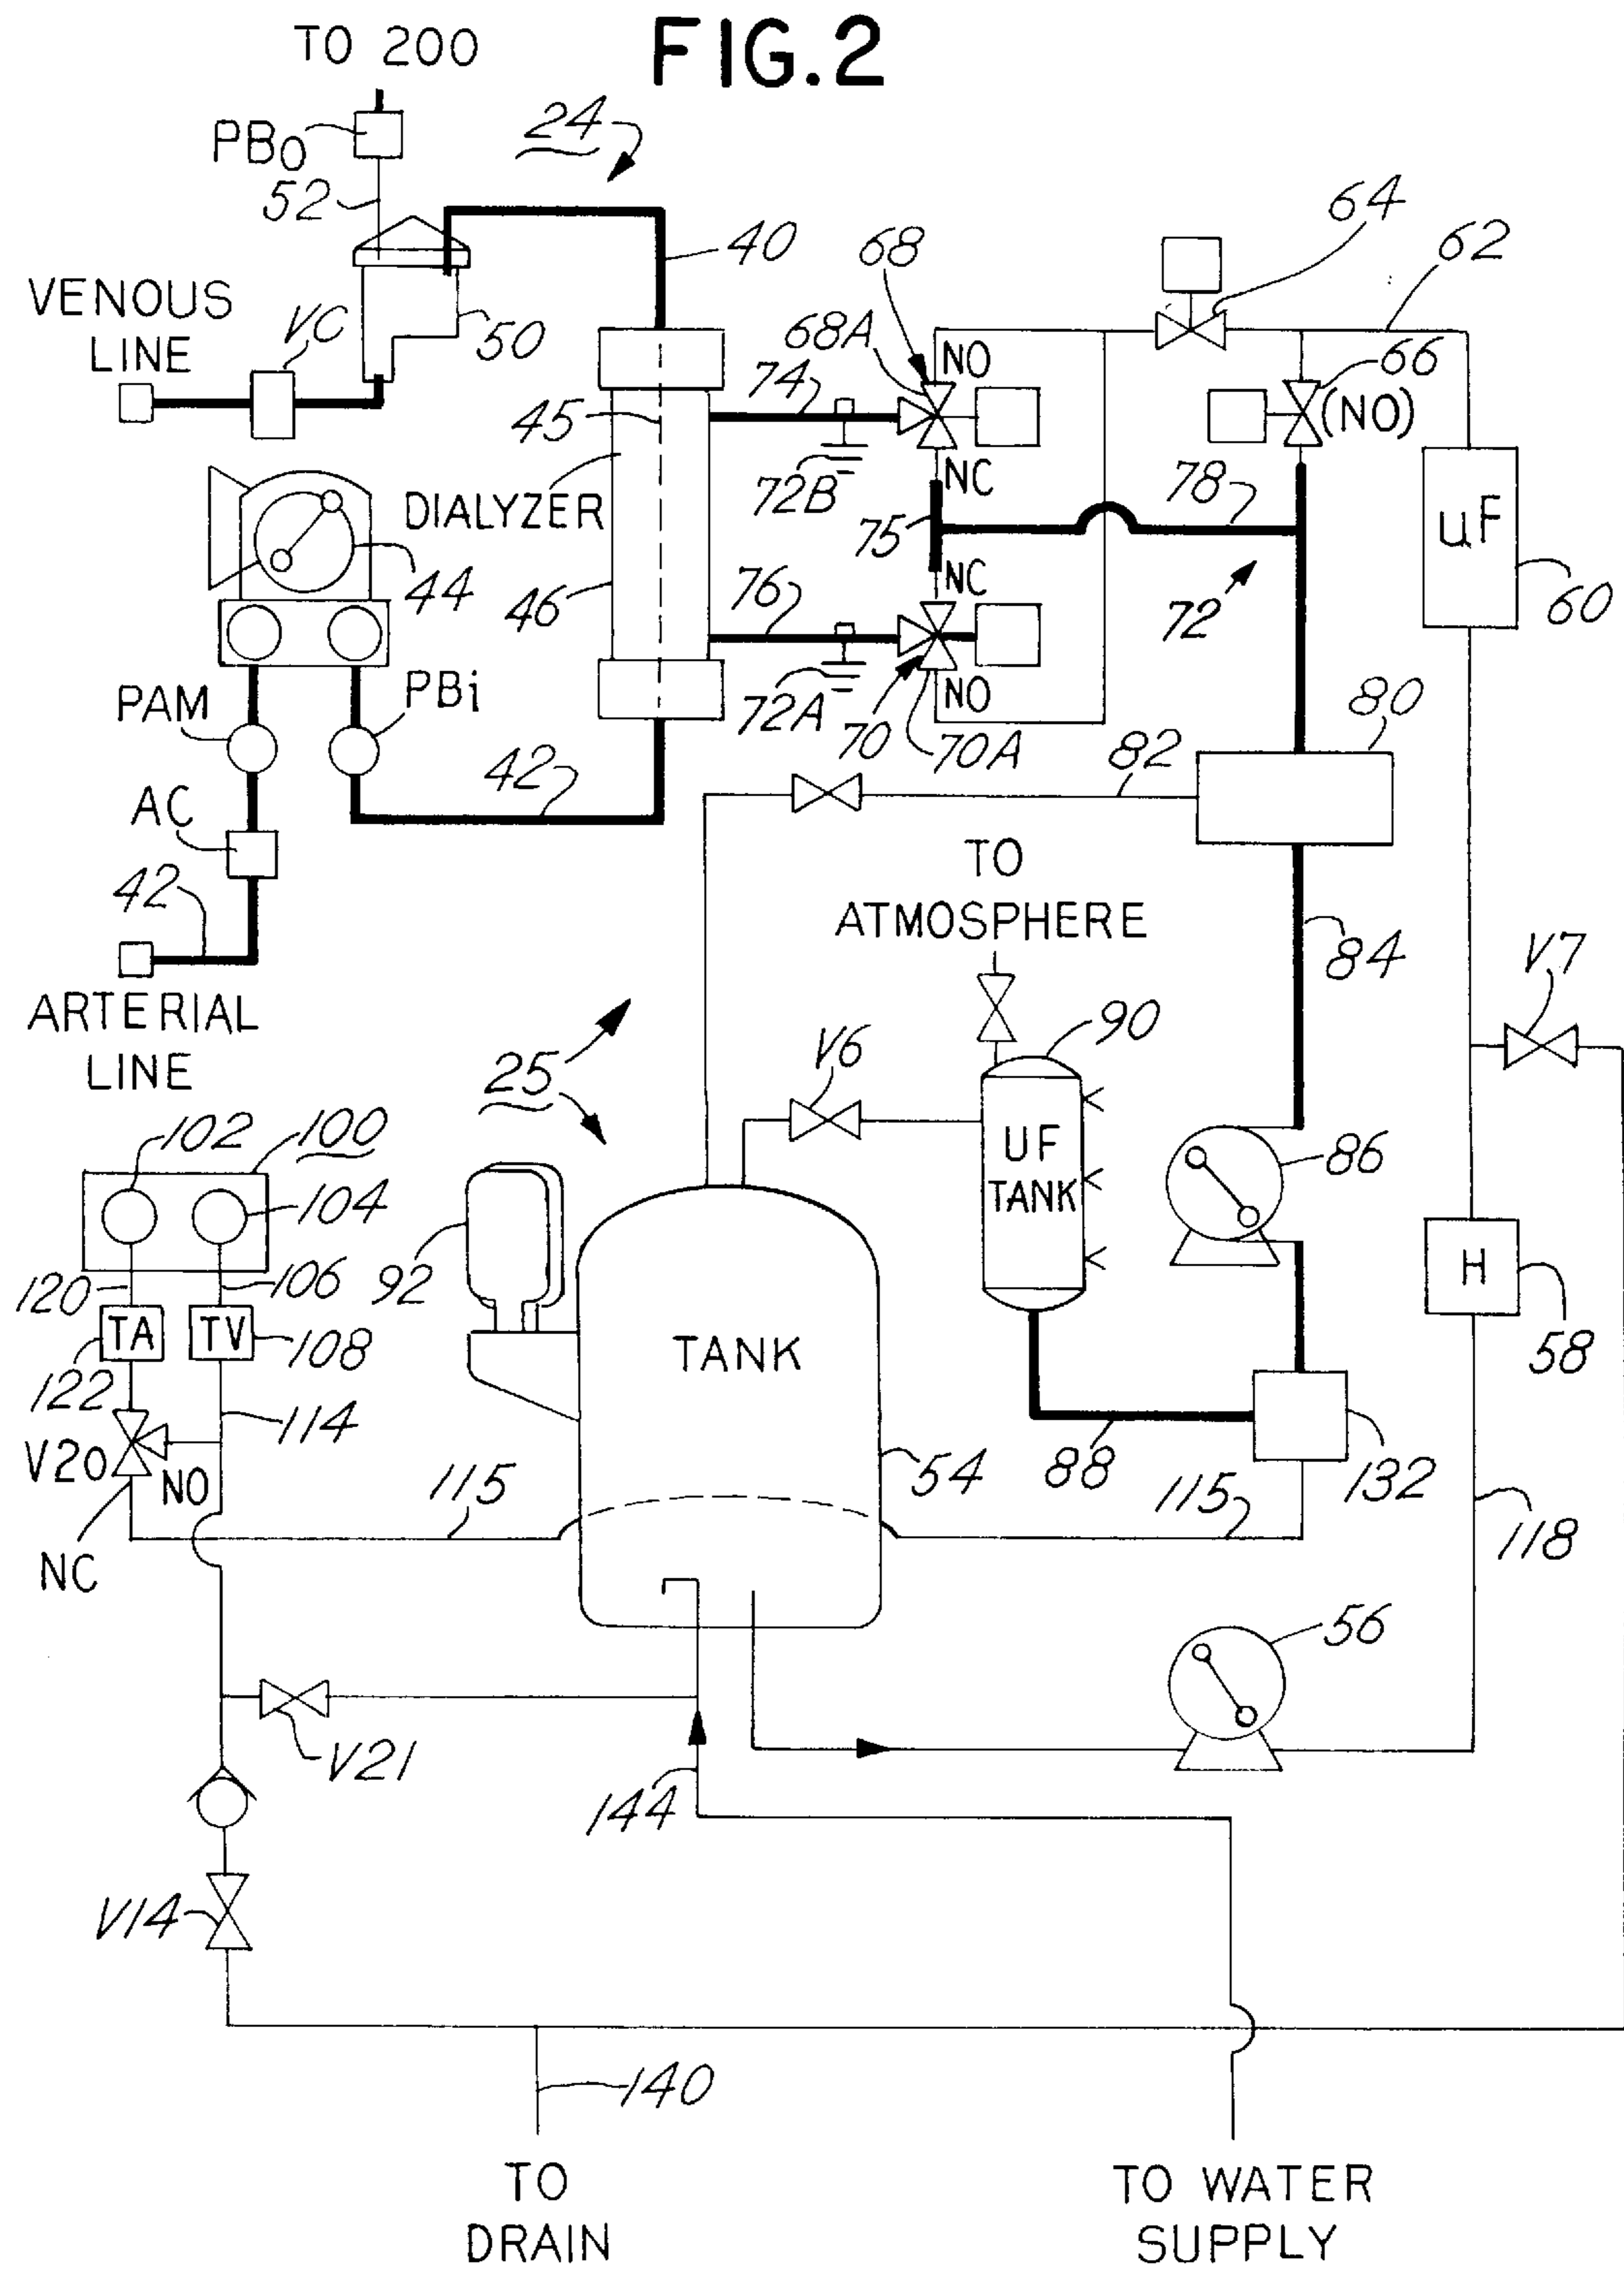 FIG.2
TO 200
PBO
24
52
40
68
64
62
VENOUS
LINE
VC
50
68A
NO
66
(NO)
74
45
72B
NC
78
uF
DIALYZER
75
44
46
76
NC
72
60
PAM
PBi
72A
NO
70
70A
80
42
82
AC
TO
ATMOSPHERE
42
84
V7
ARTERIAL
LINE
25
V6
90
102
100
UF
TANK
86
104
92
H
120
106
TA
TV
108
TANK
58
122
114
V20
NO
88
54
132
115
115
118
NC
56
V21
144
V14
140
TO
DRAIN
TO WATER
SUPPLY